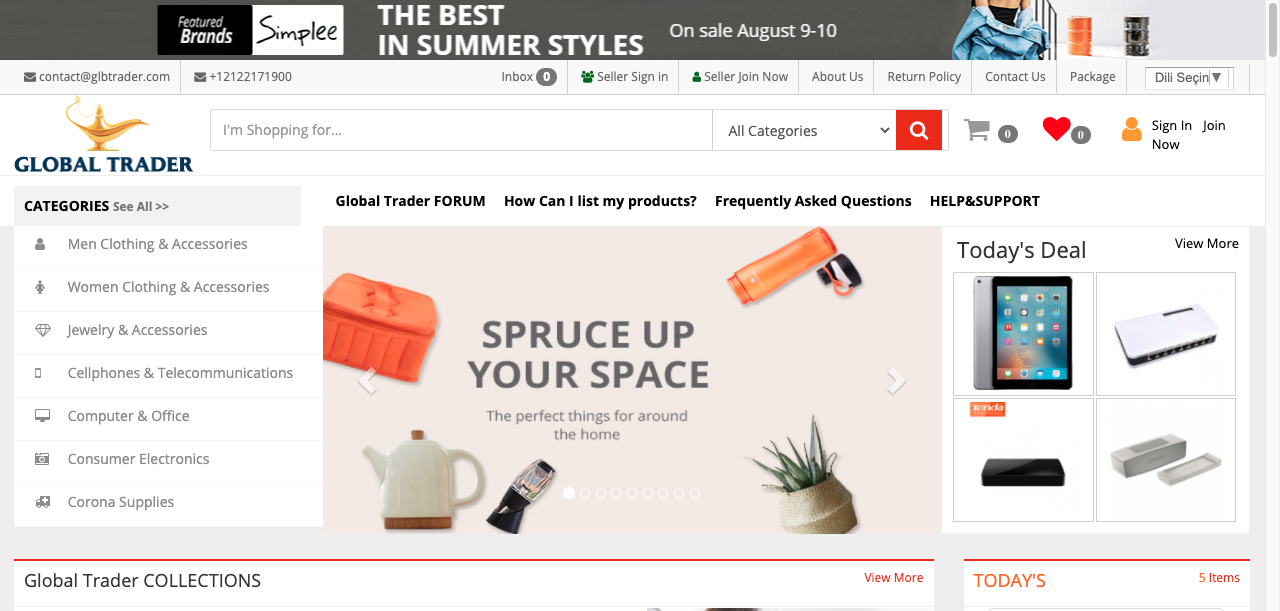 Featured
Brands
Simplee
THE BEST
IN SUMMER STYLES
On sale August 9-10
contact@glbtrader.com
+12122171900
Inbox 0
Seller Sign in
Seller Join Now
About Us
Return Policy
Contact Us
Package
Dili Seçin▼
GLOBAL TRADER
I'm Shopping for...
All Categories
0
0
Sign In Join
Now
CATEGORIES See All >>
Global Trader FORUM
How Can I list my products?
Frequently Asked Questions
HELP&SUPPORT
Men Clothing & Accessories
Women Clothing & Accessories
Jewelry & Accessories
Cellphones & Telecommunications
Computer & Office
Consumer Electronics
Corona Supplies
SPRUCE UP
YOUR SPACE
The perfect things for around
the home
Today's Deal
View More
Tenda
Global Trader COLLECTIONS
View More
TODAY'S
5 Items